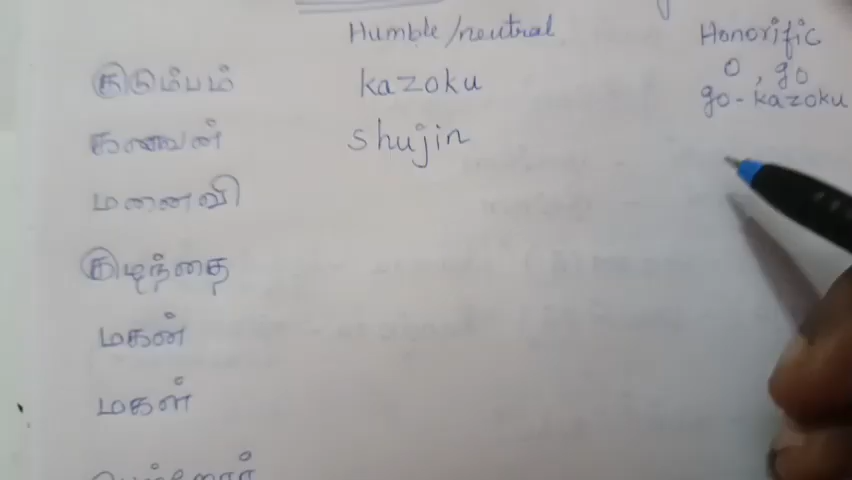 Humble/neutral Honorific
o, go
குடும்பம் kazoku go-kazoku
கணவன் shujin
மனைவி
குழந்தை
மகன்
மகள்